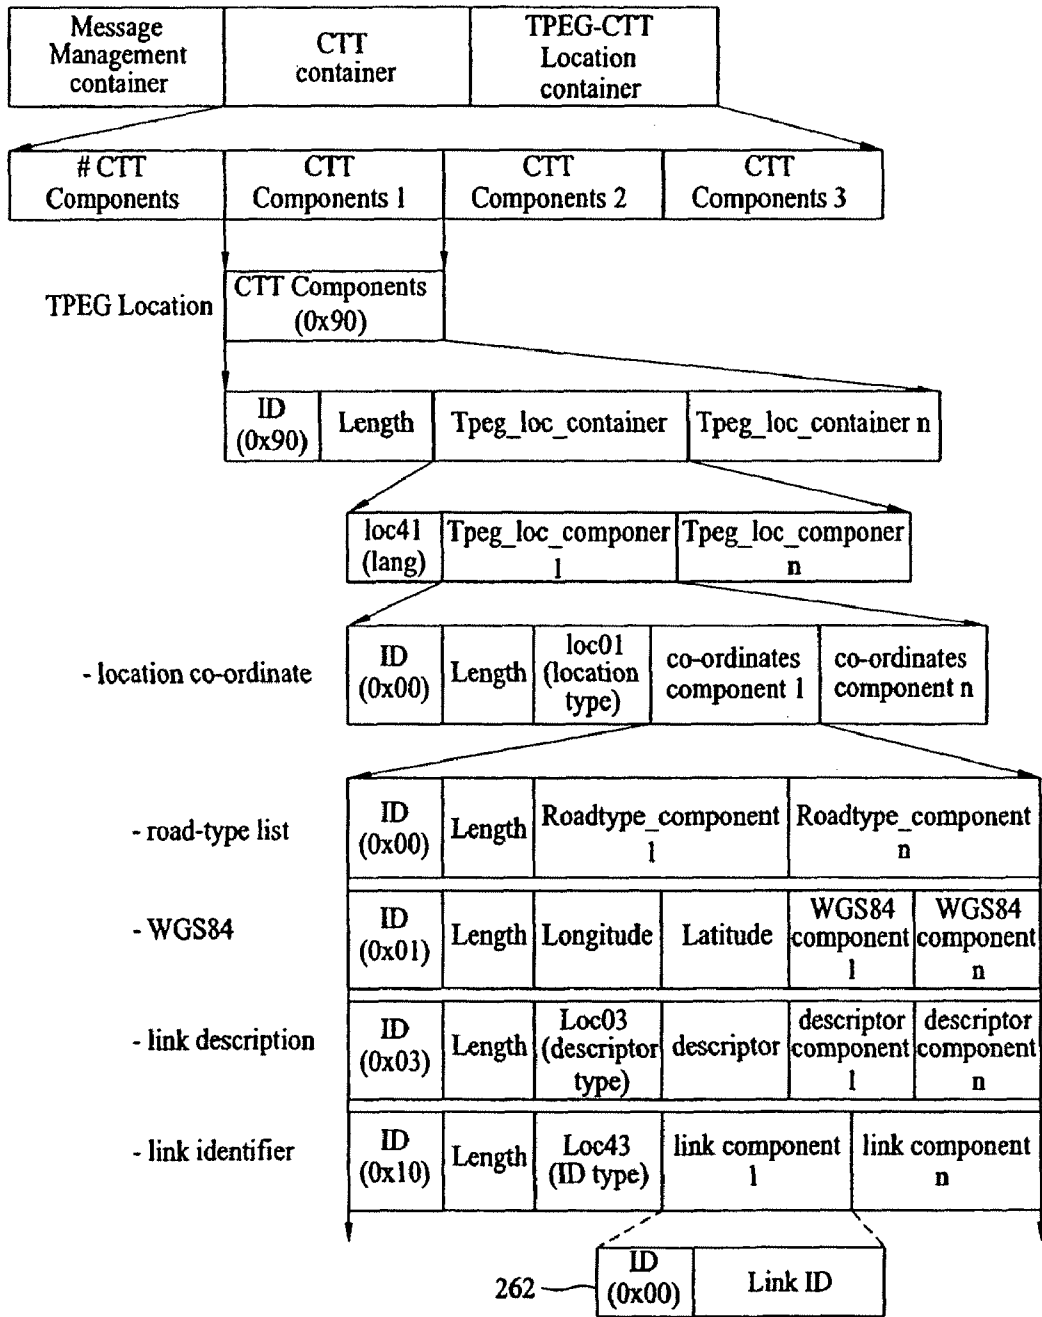 Message Management container
CTT container
TPEG-CTT Location container
# CTT Components
CTT Components 1
CTT Components 2
CTT Components 3
TPEG Location
CTT Components (0x90)
ID (0x90)
Length
Tpeg_loc_container
Tpeg_loc_container n
loc41 (lang)
Tpeg_loc_componer 1
Tpeg_loc_componer n
- location co-ordinate
ID (0x00)
Length
loc01 (location type)
co-ordinates component 1
co-ordinates component n
- road-type list
ID (0x00)
Length
Roadtype_component 1
Roadtype_component n
- WGS84
ID (0x01)
Length
Longitude
Latitude
WGS84 component 1
WGS84 component n
- link description
ID (0x03)
Length
Loc03 (descriptor type)
descriptor
descriptor component 1
descriptor component n
- link identifier
ID (0x10)
Length
Loc43 (ID type)
link component 1
link component n
262
ID (0x00)
Link ID